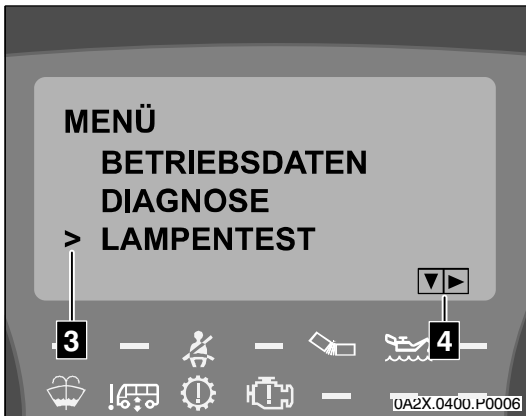 MENÜ
BETRIEBSDATEN
DIAGNOSE
> LAMPENTEST
3
4
0A2X.0400.P0006